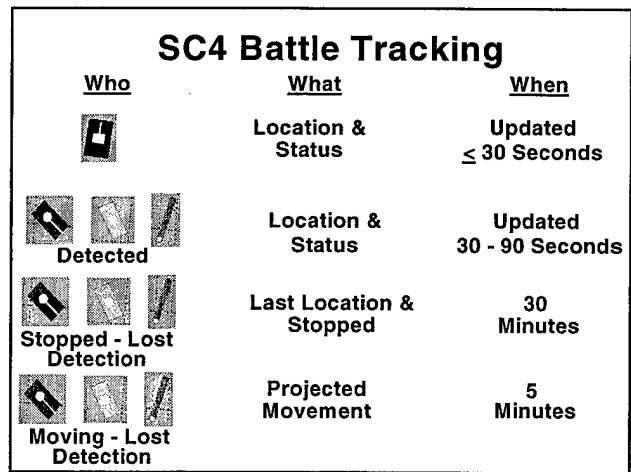 SC4 Battle Tracking
Who What When
Location & Updated
Status ≤ 30 Seconds
Location & Updated
Status 30 - 90 Seconds
Detected
Last Location & 30
Stopped Minutes
Stopped - Lost
Detection
Projected 5
Movement Minutes
Moving - Lost
Detection